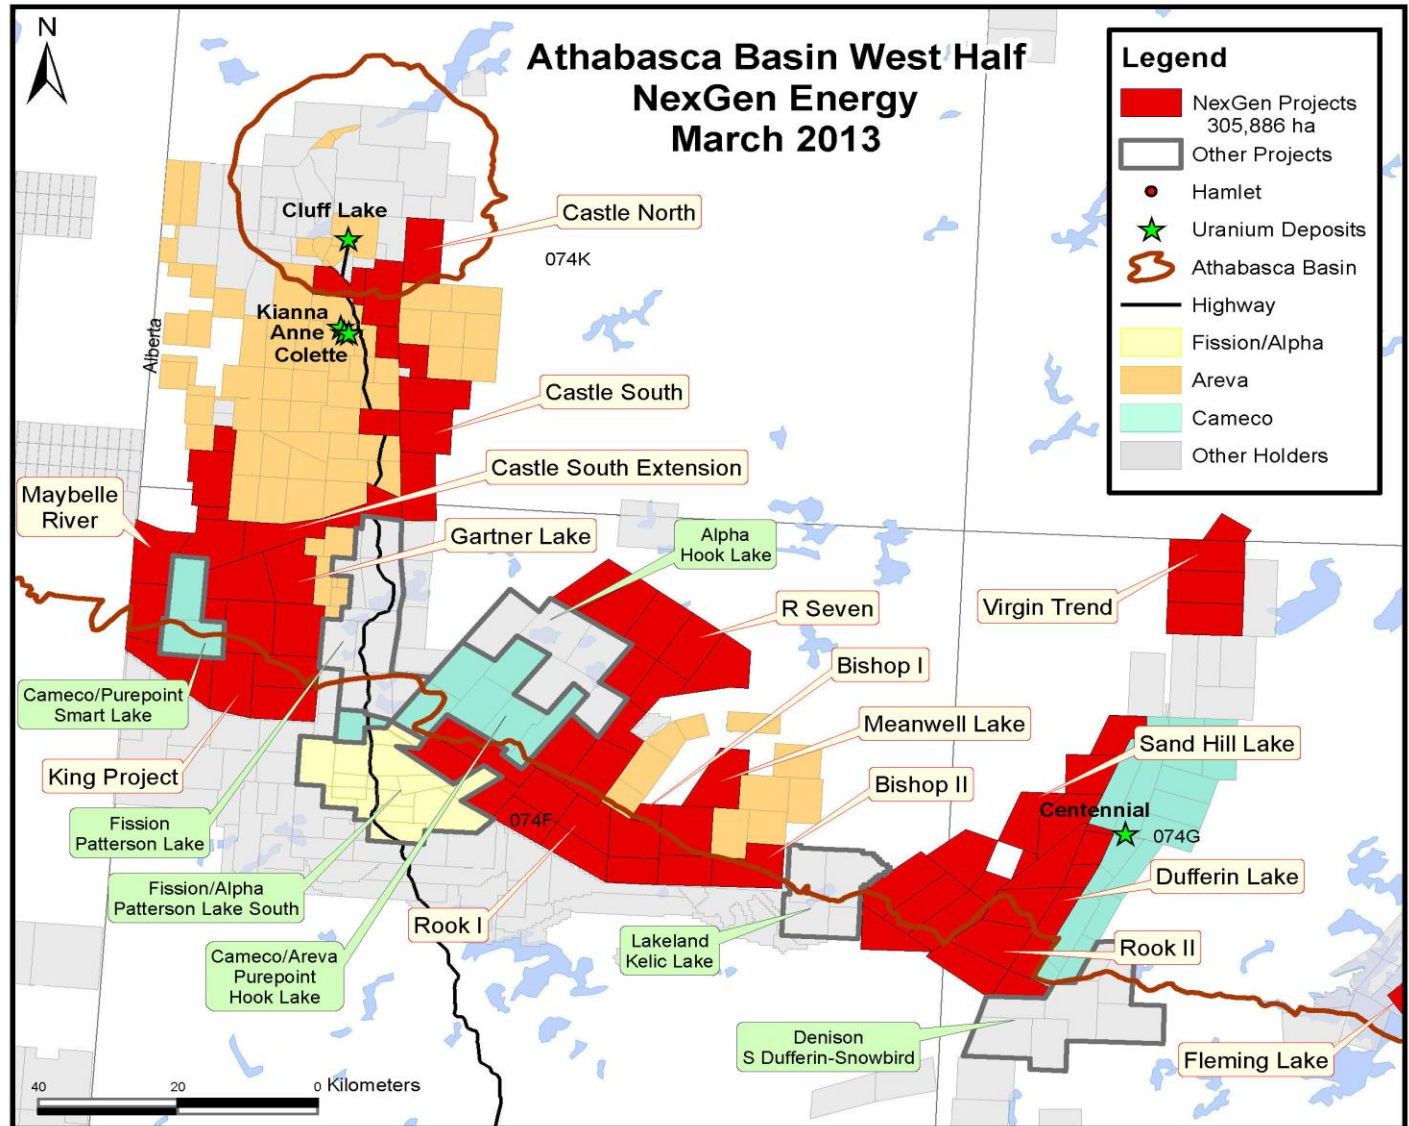 N
Athabasca Basin West Half
NexGen Energy
March 2013
Legend
NexGen Projects
305,886 ha
Other Projects
Hamlet
Uranium Deposits
Athabasca Basin
Highway
Fission/Alpha
Areva
Cameco
Other Holders
Cluff Lake
Castle North
074K
Kianna
Anne
Colette
Alberta
Castle South
Castle South Extension
Maybelle
River
Gartner Lake
Alpha
Hook Lake
R Seven
Virgin Trend
Bishop I
Cameco/Purepoint
Smart Lake
Meanwell Lake
Sand Hill Lake
King Project
Bishop II
Centennial
074F
074G
Fission
Patterson Lake
Fission/Alpha
Patterson Lake South
Dufferin Lake
Rook I
Lakeland
Kelic Lake
Rook II
Cameco/Areva
Purepoint
Hook Lake
Denison
S Dufferin-Snowbird
Fleming Lake
40 20 0 Kilometers